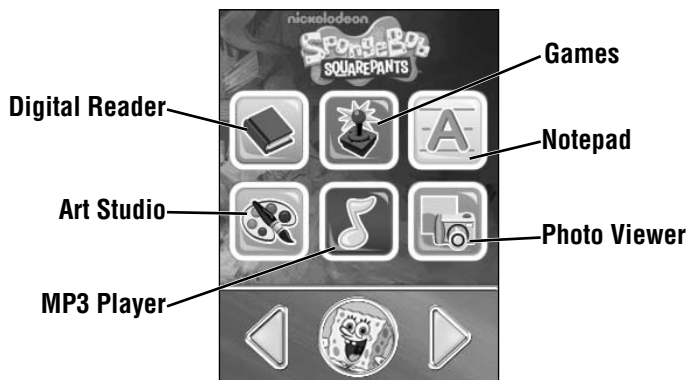 nickelodeon
SPONGEBOB
SQUAREPANTS
Games
Digital Reader
A
Notepad
Art Studio
Photo Viewer
MP3 Player